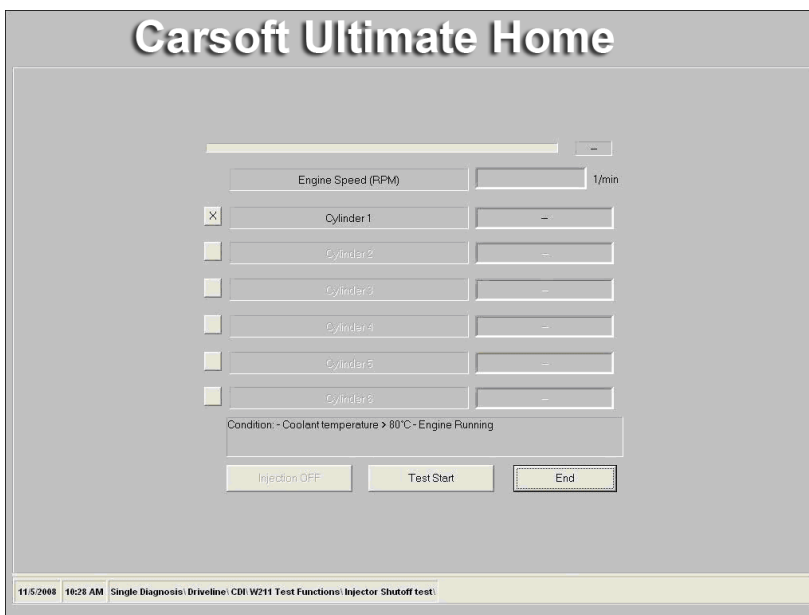 Carsoft Ultimate Home
--
Engine Speed (RPM) 1/min
X Cylinder 1 --
Cylinder 2 --
Cylinder 3 --
Cylinder 4 --
Cylinder 5 --
Cylinder 6 --
Condition: - Coolant temperature > 80°C - Engine Running
Injection OFF Test Start End
11/5/2008 10:28 AM Single Diagnosis\ Driveline\ CDI\ W211 Test Functions\ Injector Shutoff test\